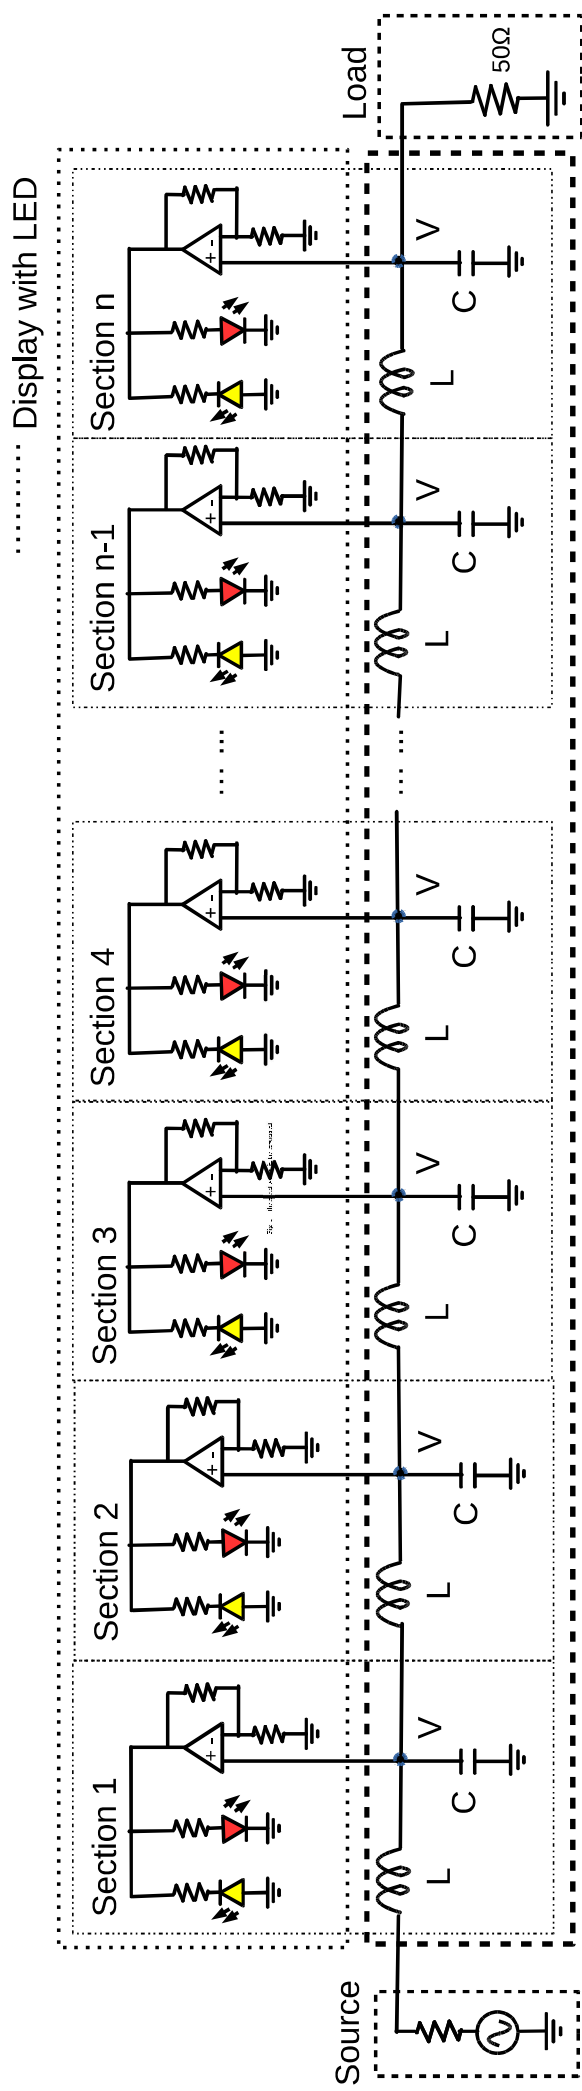 Display with LED
Section 1
Section 2
Section 3
Section 4
Section n-1
Section n
+ -
+ -
+ -
+ -
+ -
+ -
Source
Load
L
V
L
V
L
V
L
V
L
V
L
V
C
C
C
C
C
C
50Ω